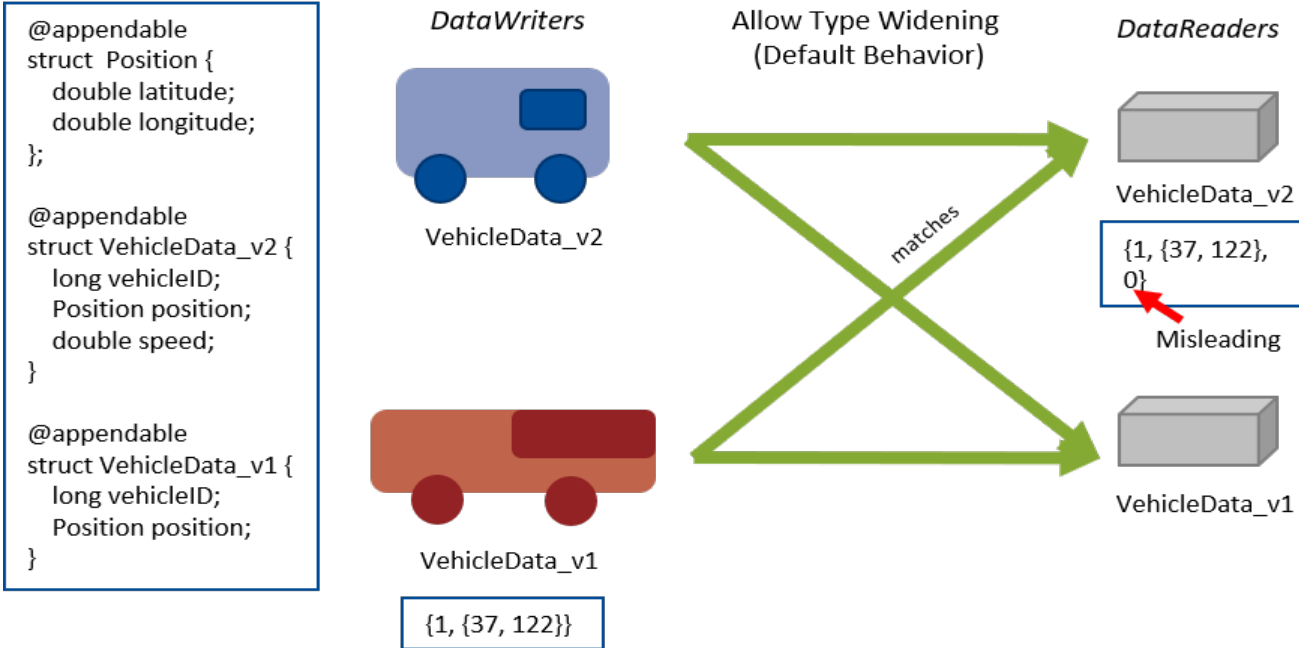 @appendable
struct  Position {
double latitude;
double longitude;
};
@appendable
struct VehicleData_v2 {
long vehicleID;
Position position;
double speed;
}
@appendable
struct VehicleData_v1 {
long vehicleID;
Position position;
}
DataWriters
VehicleData_v2
VehicleData_v1
{1, {37, 122}}
Allow Type Widening
(Default Behavior)
matches
DataReaders
VehicleData_v2
{1, {37, 122},
0}
Misleading
VehicleData_v1